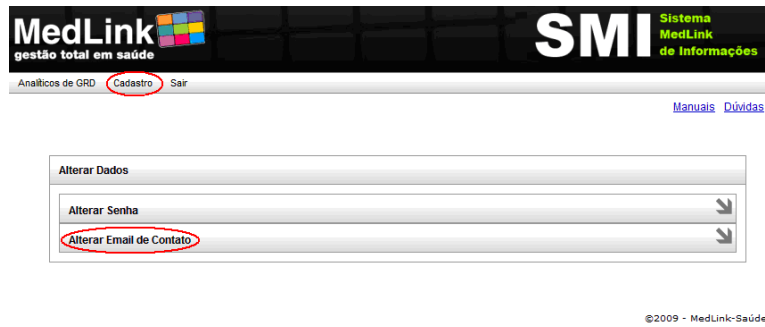 MedLink
gestão total em saúde
SMI
Sistema
MedLink
de Informações
Analíticos de GRD Cadastro Sair
Manuais Dúvidas
Alterar Dados
Alterar Senha
Alterar Email de Contato
©2009 - MedLink-Saúde